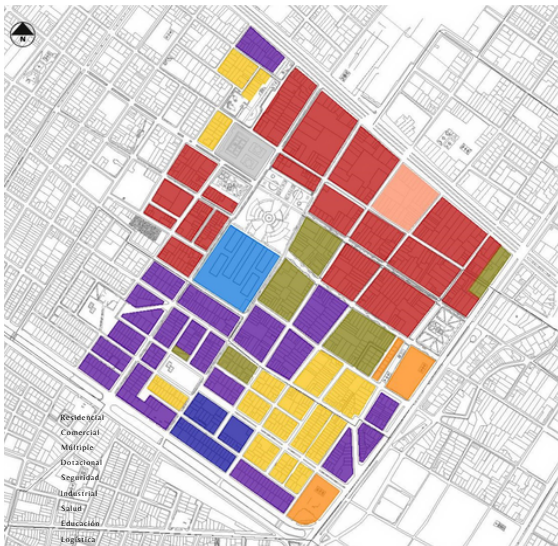 N
Residencial
Comercial
Múltiple
Dotacional
Seguridad
Industrial
Salud
Educación
Logística